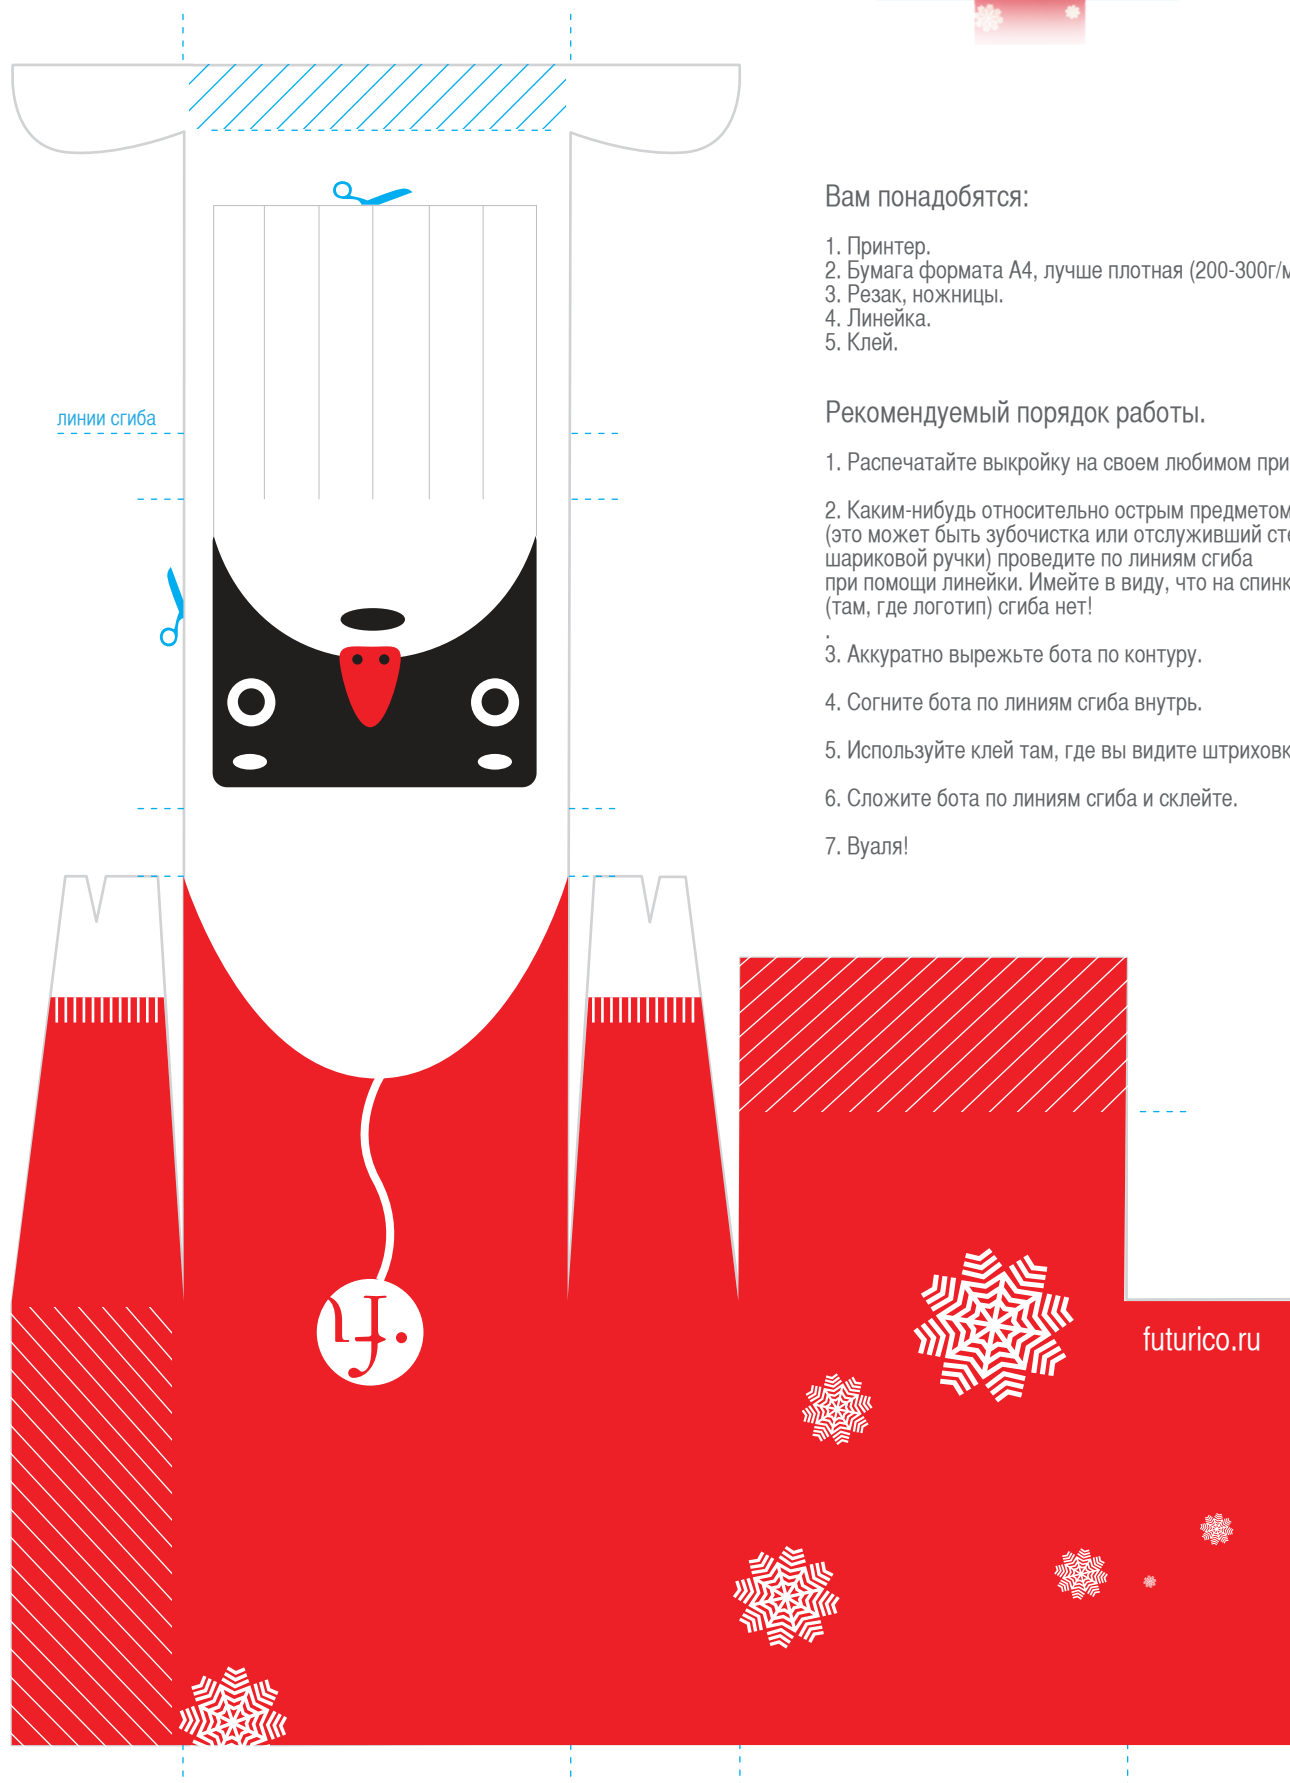 Вам понадобятся:
1. Принтер.
2. Бумага формата А4, лучше плотная (200-300г/м
3. Резак, ножницы.
4. Линейка.
5. Клей.
линии сгиба
Рекомендуемый порядок работы.
1. Распечатайте выкройку на своем любимом при
2. Каким-нибудь относительно острым предметом
(это может быть зубочистка или отслуживший сте
шариковой ручки) проведите по линиям сгиба
при помощи линейки. Имейте в виду, что на спинк
(там, где логотип) сгиба нет!
.
3. Аккуратно вырежьте бота по контуру.
4. Согните бота по линиям сгиба внутрь.
5. Используйте клей там, где вы видите штриховк
6. Сложите бота по линиям сгиба и склейте.
7. Вуаля!
futurico.ru